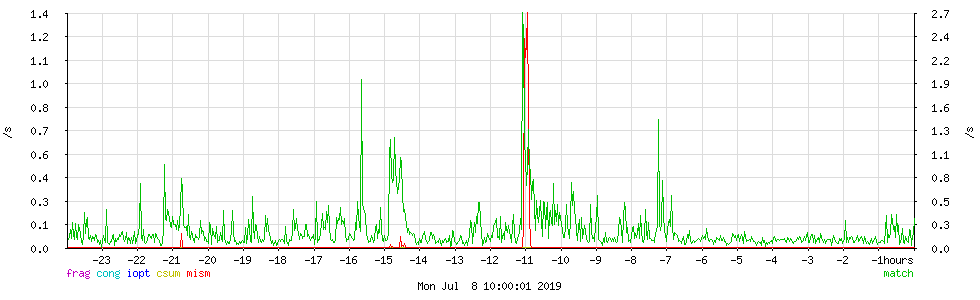 1.4 2.7
1.2 2.4
1.1 2.2
1.0 1.9
0.8 1.6
/s 0.7 1.3 /s
0.6 1.1
0.4 0.8
0.3 0.5
0.1 0.3
0.0 0.0
-23 -22 -21 -20 -19 -18 -17 -16 -15 -14 -13 -12 -11 -10 -9 -8 -7 -6 -5 -4 -3 -2 -1hours
frag cong iopt csum mism match
Mon Jul 8 10:00:01 2019